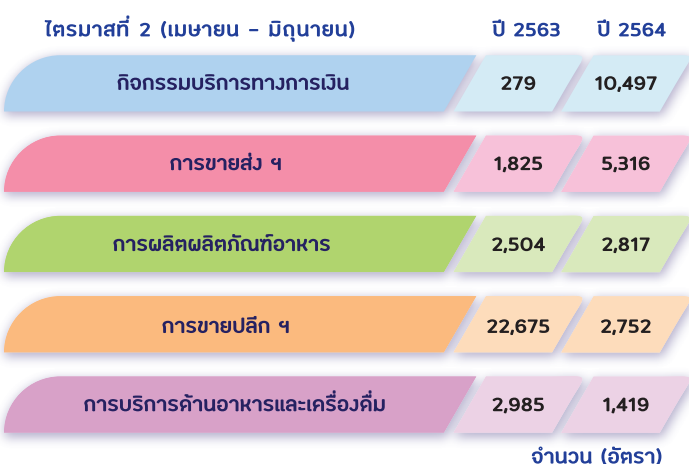 ไตรมาสที่ 2 (เมษายน - มิถุนายน) ปี 2563 ปี 2564
กิจกรรมบริการทางการเงิน 279 10,497
การขายส่ง ฯ 1,825 5,316
การผลิตผลิตภัณฑ์อาหาร 2,504 2,817
การขายปลีก ฯ 22,675 2,752
การบริการด้านอาหารและเครื่องดื่ม 2,985 1,419
จำนวน (อัตรา)